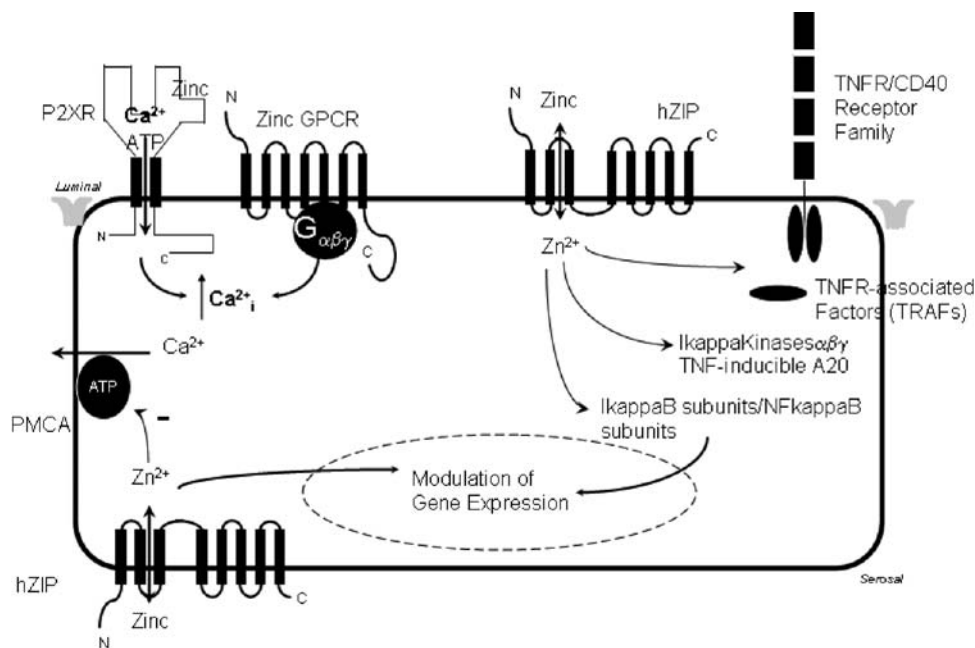 P2XR
Zinc
Ca²⁺
ATP
N
C
N
Zinc GPCR
Gαβγ
C
N
Zinc
hZIP
C
TNFR/CD40
Receptor
Family
Luminal
Ca²⁺i
Zn²⁺
TNFR-associated
Factors (TRAFs)
Ca²⁺
ATP
PMCA
-
IkappaKinasesαβγ
TNF-inducible A20
IkappaB subunits/NFkappaB
subunits
Zn²⁺
Modulation of
Gene Expression
hZIP
N
Zinc
C
Serosal